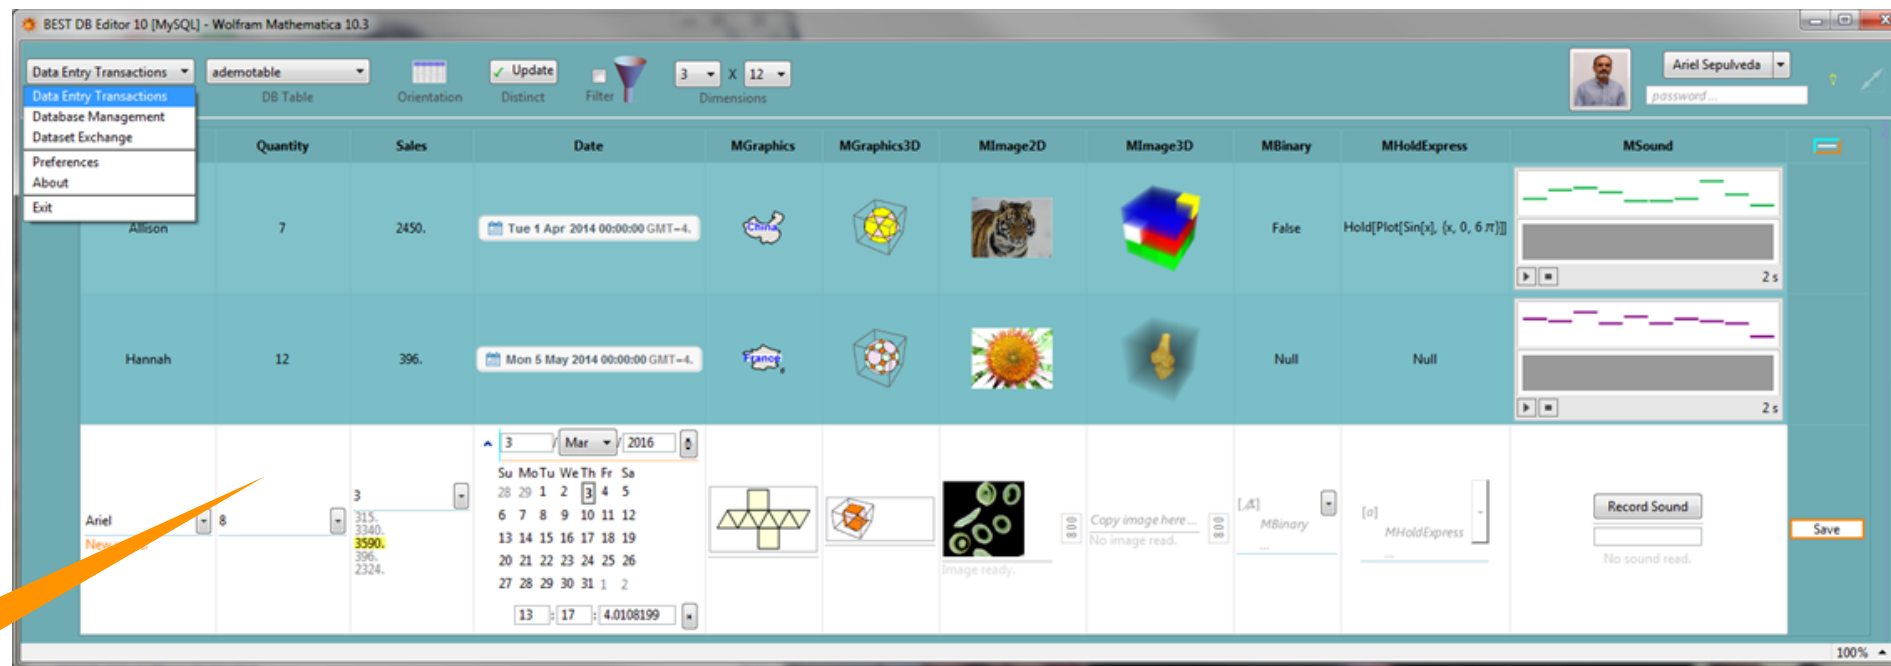 BEST DB Editor 10 [MySQL] - Wolfram Mathematica 10.3
Data Entry Transactions
ademotable
Update
3 X 12
Ariel Sepulveda
DB Table
Orientation
Distinct
Filter
Dimensions
password...
Data Entry Transactions
Database Management
Dataset Exchange
Preferences
About
Exit
Quantity Sales Date MGraphics MGraphics3D MImage2D MImage3D MBinary MHoldExpress MSound
Allison 7 2450. Tue 1 Apr 2014 00:00:00 GMT-4. China False Hold[Plot[Sin[x], {x, 0, 6 π}]]
2 s
Hannah 12 396. Mon 5 May 2014 00:00:00 GMT-4. France Null Null
2 s
Ariel
8
3
315.
3340.
3590.
396.
2324.
3 / Mar / 2016
Su Mo Tu We Th Fr Sa
28 29 1 2 3 4 5
6 7 8 9 10 11 12
13 14 15 16 17 18 19
20 21 22 23 24 25 26
27 28 29 30 31 1 2
13 : 17 : 4.0108199
Image ready.
Copy image here...
No image read.
MBinary
...
[a]
MHoldExpress
...
Record Sound
No sound read.
Save
100%